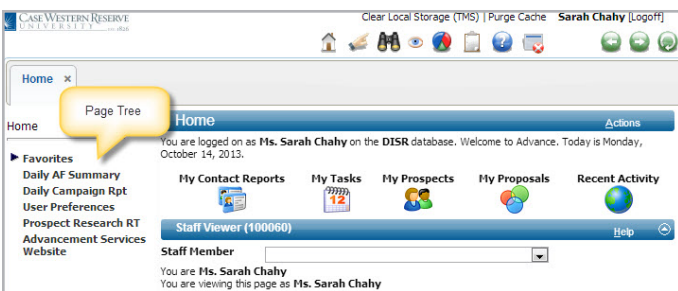 CASE WESTERN RESERVE
UNIVERSITY EST. 1826
Clear Local Storage (TMS) | Purge Cache Sarah Chahy [Logoff]
Home x
Page Tree
Home
Favorites
Daily AF Summary
Daily Campaign Rpt
User Preferences
Prospect Research RT
Advancement Services
Website
Home Actions
You are logged on as Ms. Sarah Chahy on the DISR database. Welcome to Advance. Today is Monday,
October 14, 2013.
My Contact Reports My Tasks My Prospects My Proposals Recent Activity
12
Staff Viewer (100060) Help
Staff Member
You are Ms. Sarah Chahy
You are viewing this page as Ms. Sarah Chahy